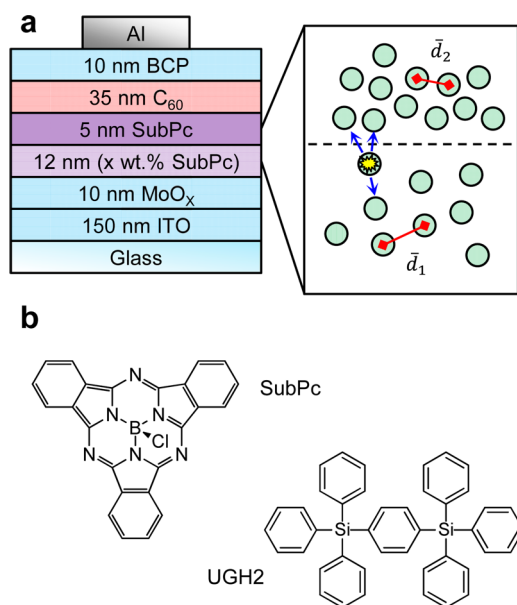 a
Al
10 nm BCP
35 nm C₆₀
5 nm SubPc
12 nm (x wt.% SubPc)
10 nm MoOₓ
150 nm ITO
Glass
d̄₂
d̄₁
b
SubPc
N
N
N
N
B
Cl
N
N
Si
Si
UGH2